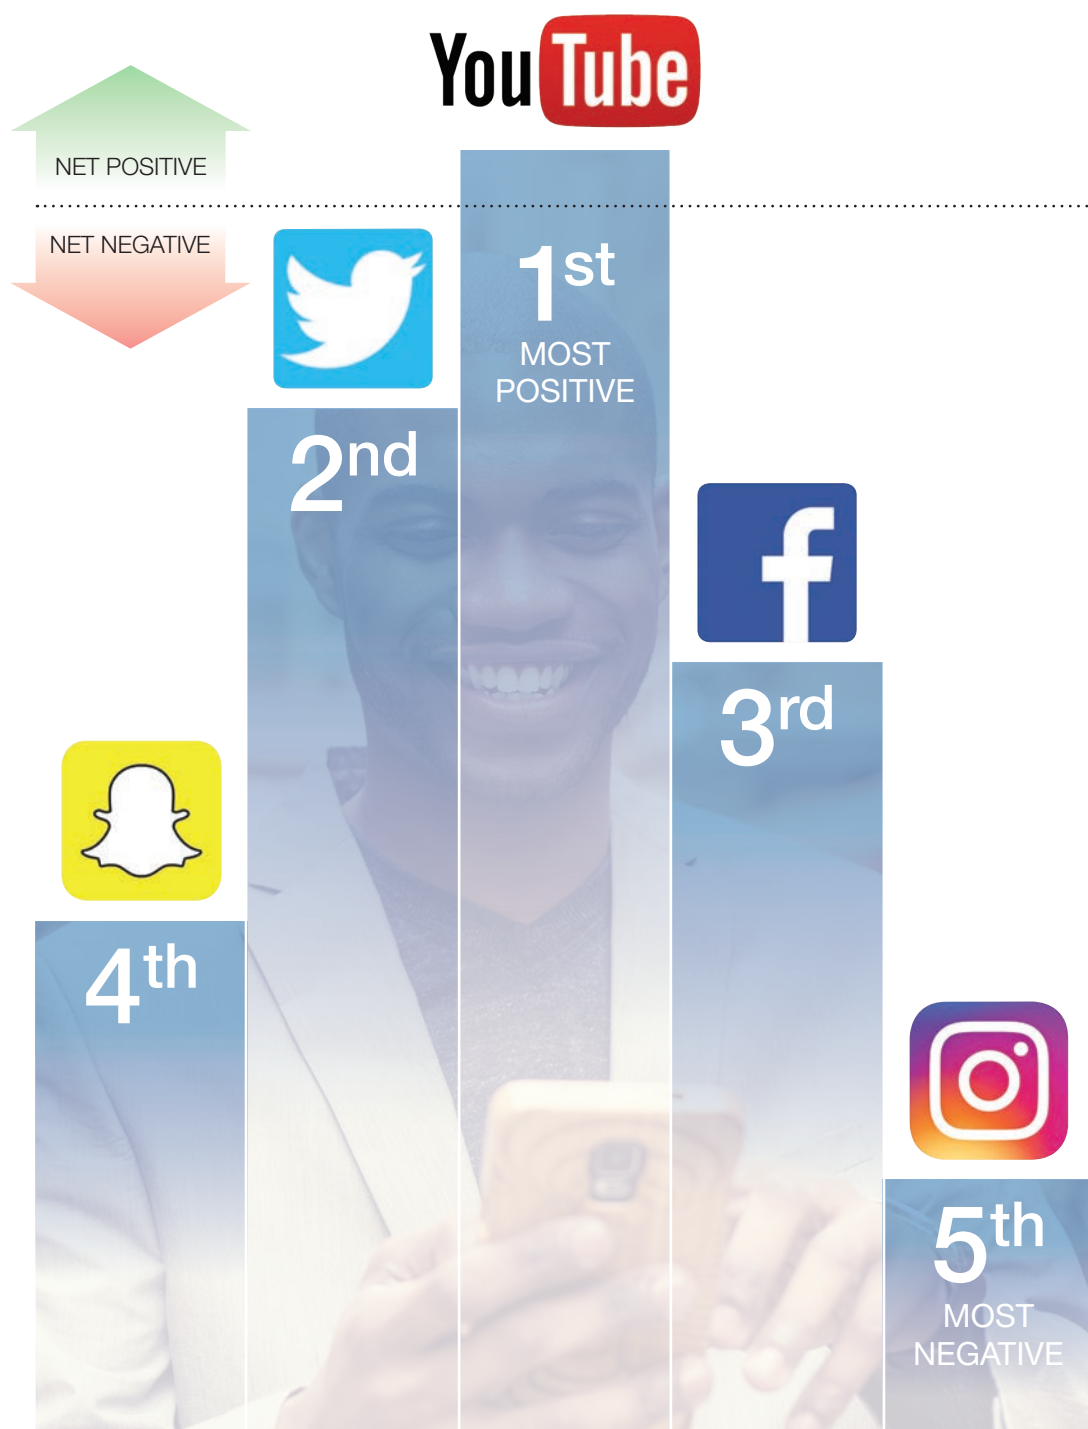 YouTube
NET POSITIVE
NET NEGATIVE
1st
MOST
POSITIVE
2nd
f
3rd
4th
5th
MOST
NEGATIVE